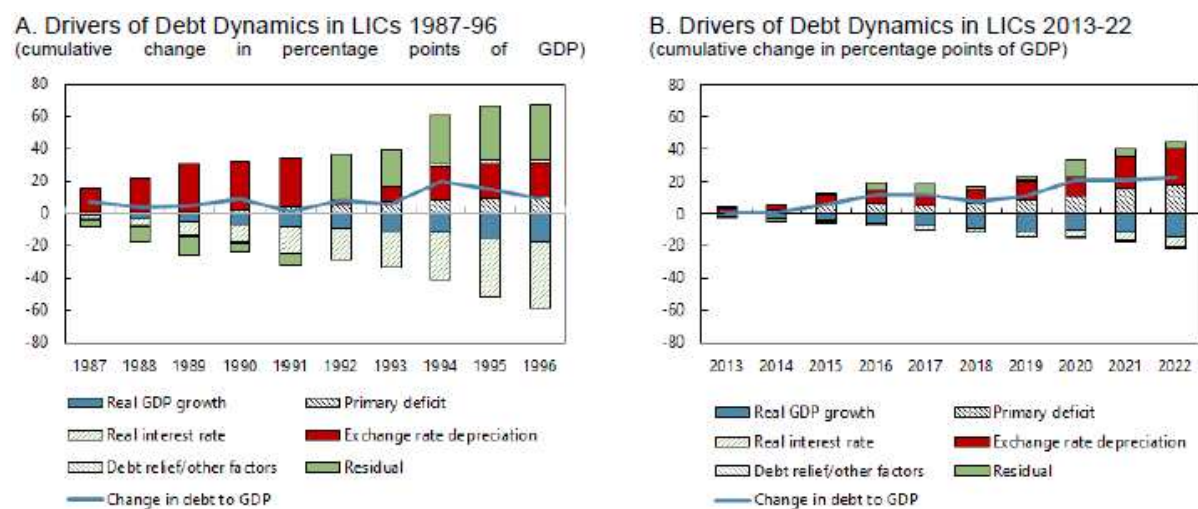 A. Drivers of Debt Dynamics in LICs 1987-96
(cumulative change in percentage points of GDP)
80
60
40
20
0
-20
-40
-60
-80
1987 1988 1989 1990 1991 1992 1993 1994 1995 1996
Real GDP growth
Primary deficit
Real interest rate
Exchange rate depreciation
Debt relief/other factors
Residual
Change in debt to GDP
B. Drivers of Debt Dynamics in LICs 2013-22
(cumulative change in percentage points of GDP)
80
60
40
20
0
-20
-40
-60
-80
2013 2014 2015 2016 2017 2018 2019 2020 2021 2022
Real GDP growth
Primary deficit
Real interest rate
Exchange rate depreciation
Debt relief/other factors
Residual
Change in debt to GDP